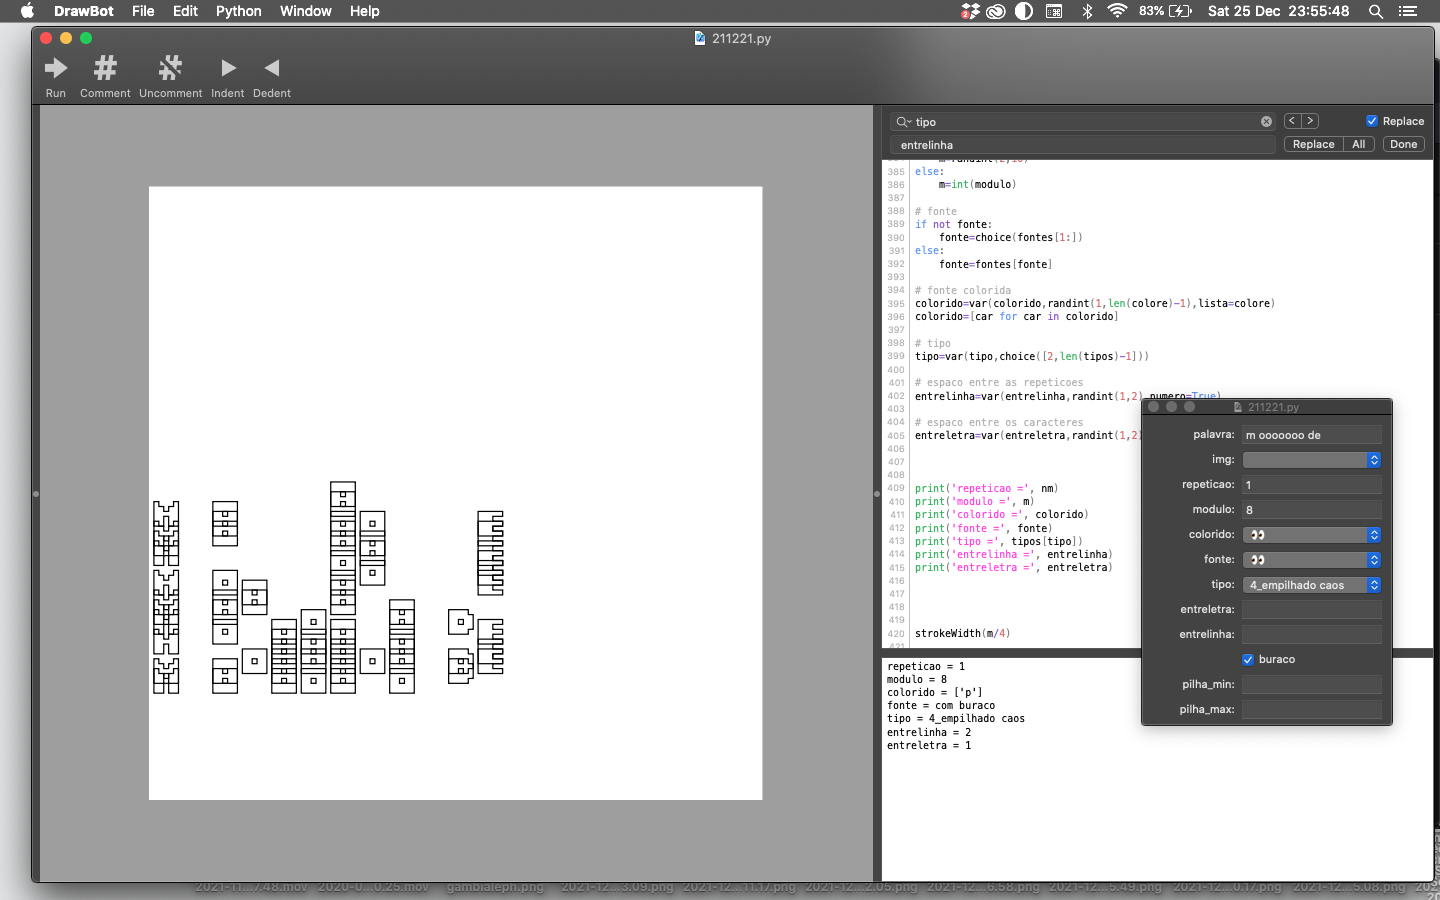 DrawBot File Edit Python Window Help
2
83%
Sat 25 Dec 23:55:48
211221.py
Run Comment Uncomment Indent Dedent
tipo
< >
Replace
entrelinha
Replace All Done
385 else:
386 m=int(modulo)
387
388 # fonte
389 if not fonte:
390 fonte=choice(fontes[1:])
391 else:
392 fonte=fontes[fonte]
393
394 # fonte colorida
395 colorido=var(colorido,randint(1,len(colore)-1),lista=colore)
396 colorido=[car for car in colorido]
397
398 # tipo
399 tipo=var(tipo,choice([2,len(tipos)-1]))
400
401 # espaco entre as repeticoes
402 entrelinha=var(entrelinha,randint(1,2),numero=True)
403
404 # espaco entre os caracteres
405 entreletra=var(entreletra,randint(1,2)
406
407
408
409 print('repeticao =', nm)
410 print('modulo =', m)
411 print('colorido =', colorido)
412 print('fonte =', fonte)
413 print('tipo =', tipos[tipo])
414 print('entrelinha =', entrelinha)
415 print('entreletra =', entreletra)
416
417
418
419
420 strokeWidth(m/4)
421
repeticao = 1
modulo = 8
colorido = ['p']
fonte = com buraco
tipo = 4_empilhado caos
entrelinha = 2
entreletra = 1
211221.py
palavra: m ooooooo de
img:
repeticao: 1
modulo: 8
colorido: 👀
fonte: 👀
tipo: 4_empilhado caos
entreletra:
entrelinha:
buraco
pilha_min:
pilha_max:
2021-11...7.48.mov 2020-0...0.25.mov gambialeph.png 2021-12...3.09.png 2021-12...11.17.png 2021-12...2.05.png 2021-12...6.58.png 2021-12...5.49.png 2021-12...0.17.png 2021-12...5.08.png